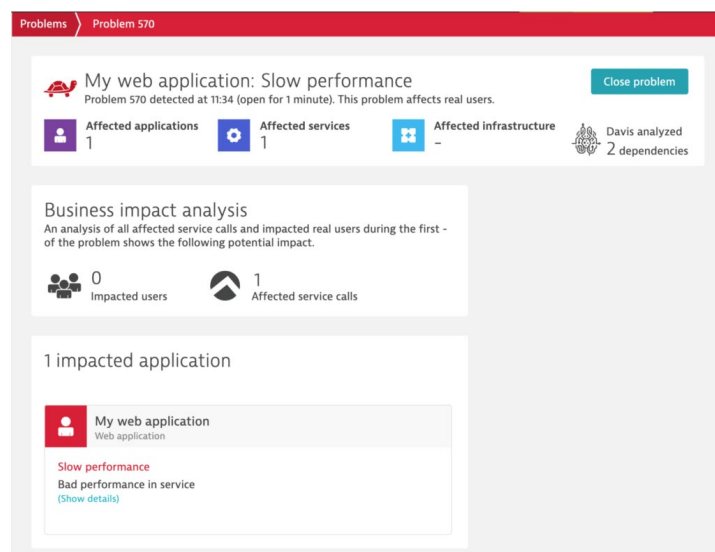 Problems
Problem 570
My web application: Slow performance
Problem 570 detected at 11:34 (open for 1 minute). This problem affects real users.
Close problem
Affected applications
1
Affected services
1
Affected infrastructure
-
Davis analyzed
2 dependencies
Business impact analysis
An analysis of all affected service calls and impacted real users during the first -
of the problem shows the following potential impact.
0
Impacted users
1
Affected service calls
1 impacted application
My web application
Web application
Slow performance
Bad performance in service
(Show details)